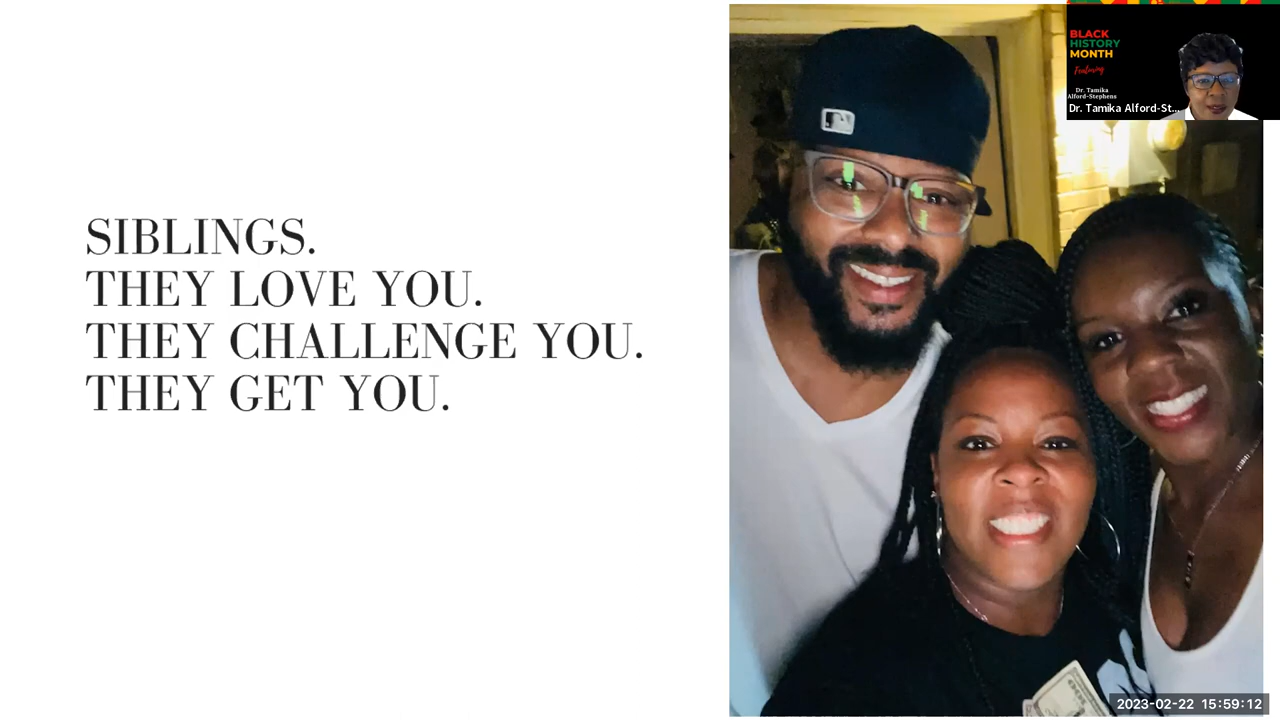 SIBLINGS.
THEY LOVE YOU.
THEY CHALLENGE YOU.
THEY GET YOU.
BLACK
HISTORY
MONTH
Featuring
Dr. Tamika
Alford-Stephens
Dr. Tamika Alford-St...
2023-02-22 15:59:12